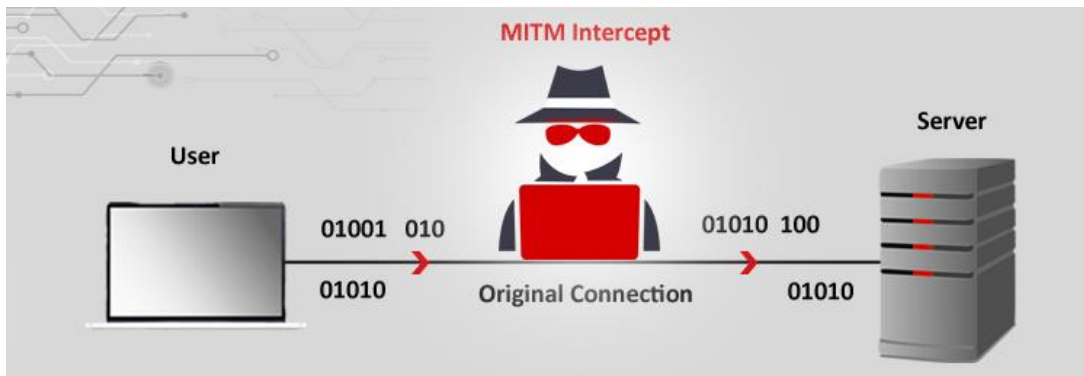 MITM Intercept
User
Server
01001 010
01010 100
01010
Original Connection
01010